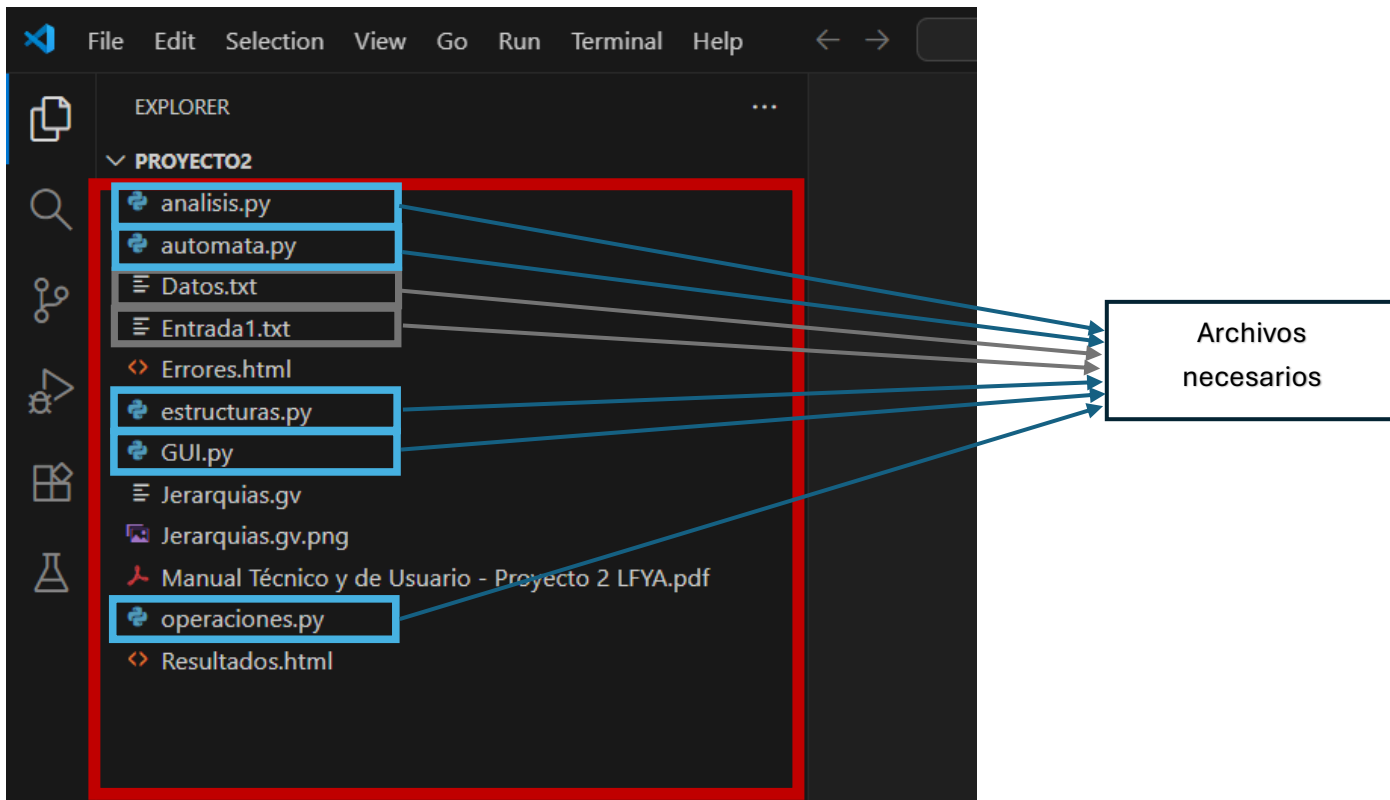 File Edit Selection View Go Run Terminal Help
EXPLORER
PROYECTO2
analisis.py
automata.py
Datos.txt
Entrada1.txt
Errores.html
estructuras.py
GUI.py
Jerarquias.gv
Jerarquias.gv.png
Manual Técnico y de Usuario - Proyecto 2 LFYA.pdf
operaciones.py
Resultados.html
Archivos
necesarios